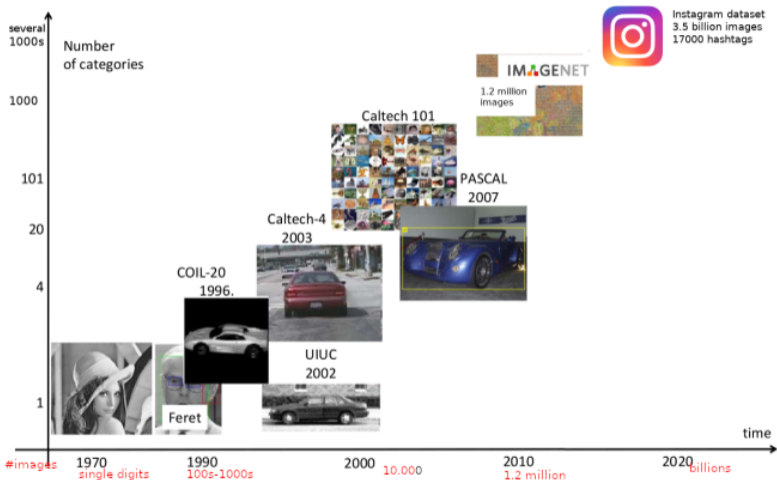 several
1000s
Number
of categories
Instagram dataset
3.5 billion images
17000 hashtags
IMAGENET
1.2 million
images
1000
Caltech 101
101
PASCAL
2007
20
Caltech-4
2003
COIL-20
1996.
4
UIUC
2002
1
Feret
time
#images
1970
1990
2000
2010
2020
single digits
100s-1000s
10,000
1.2 million
billions